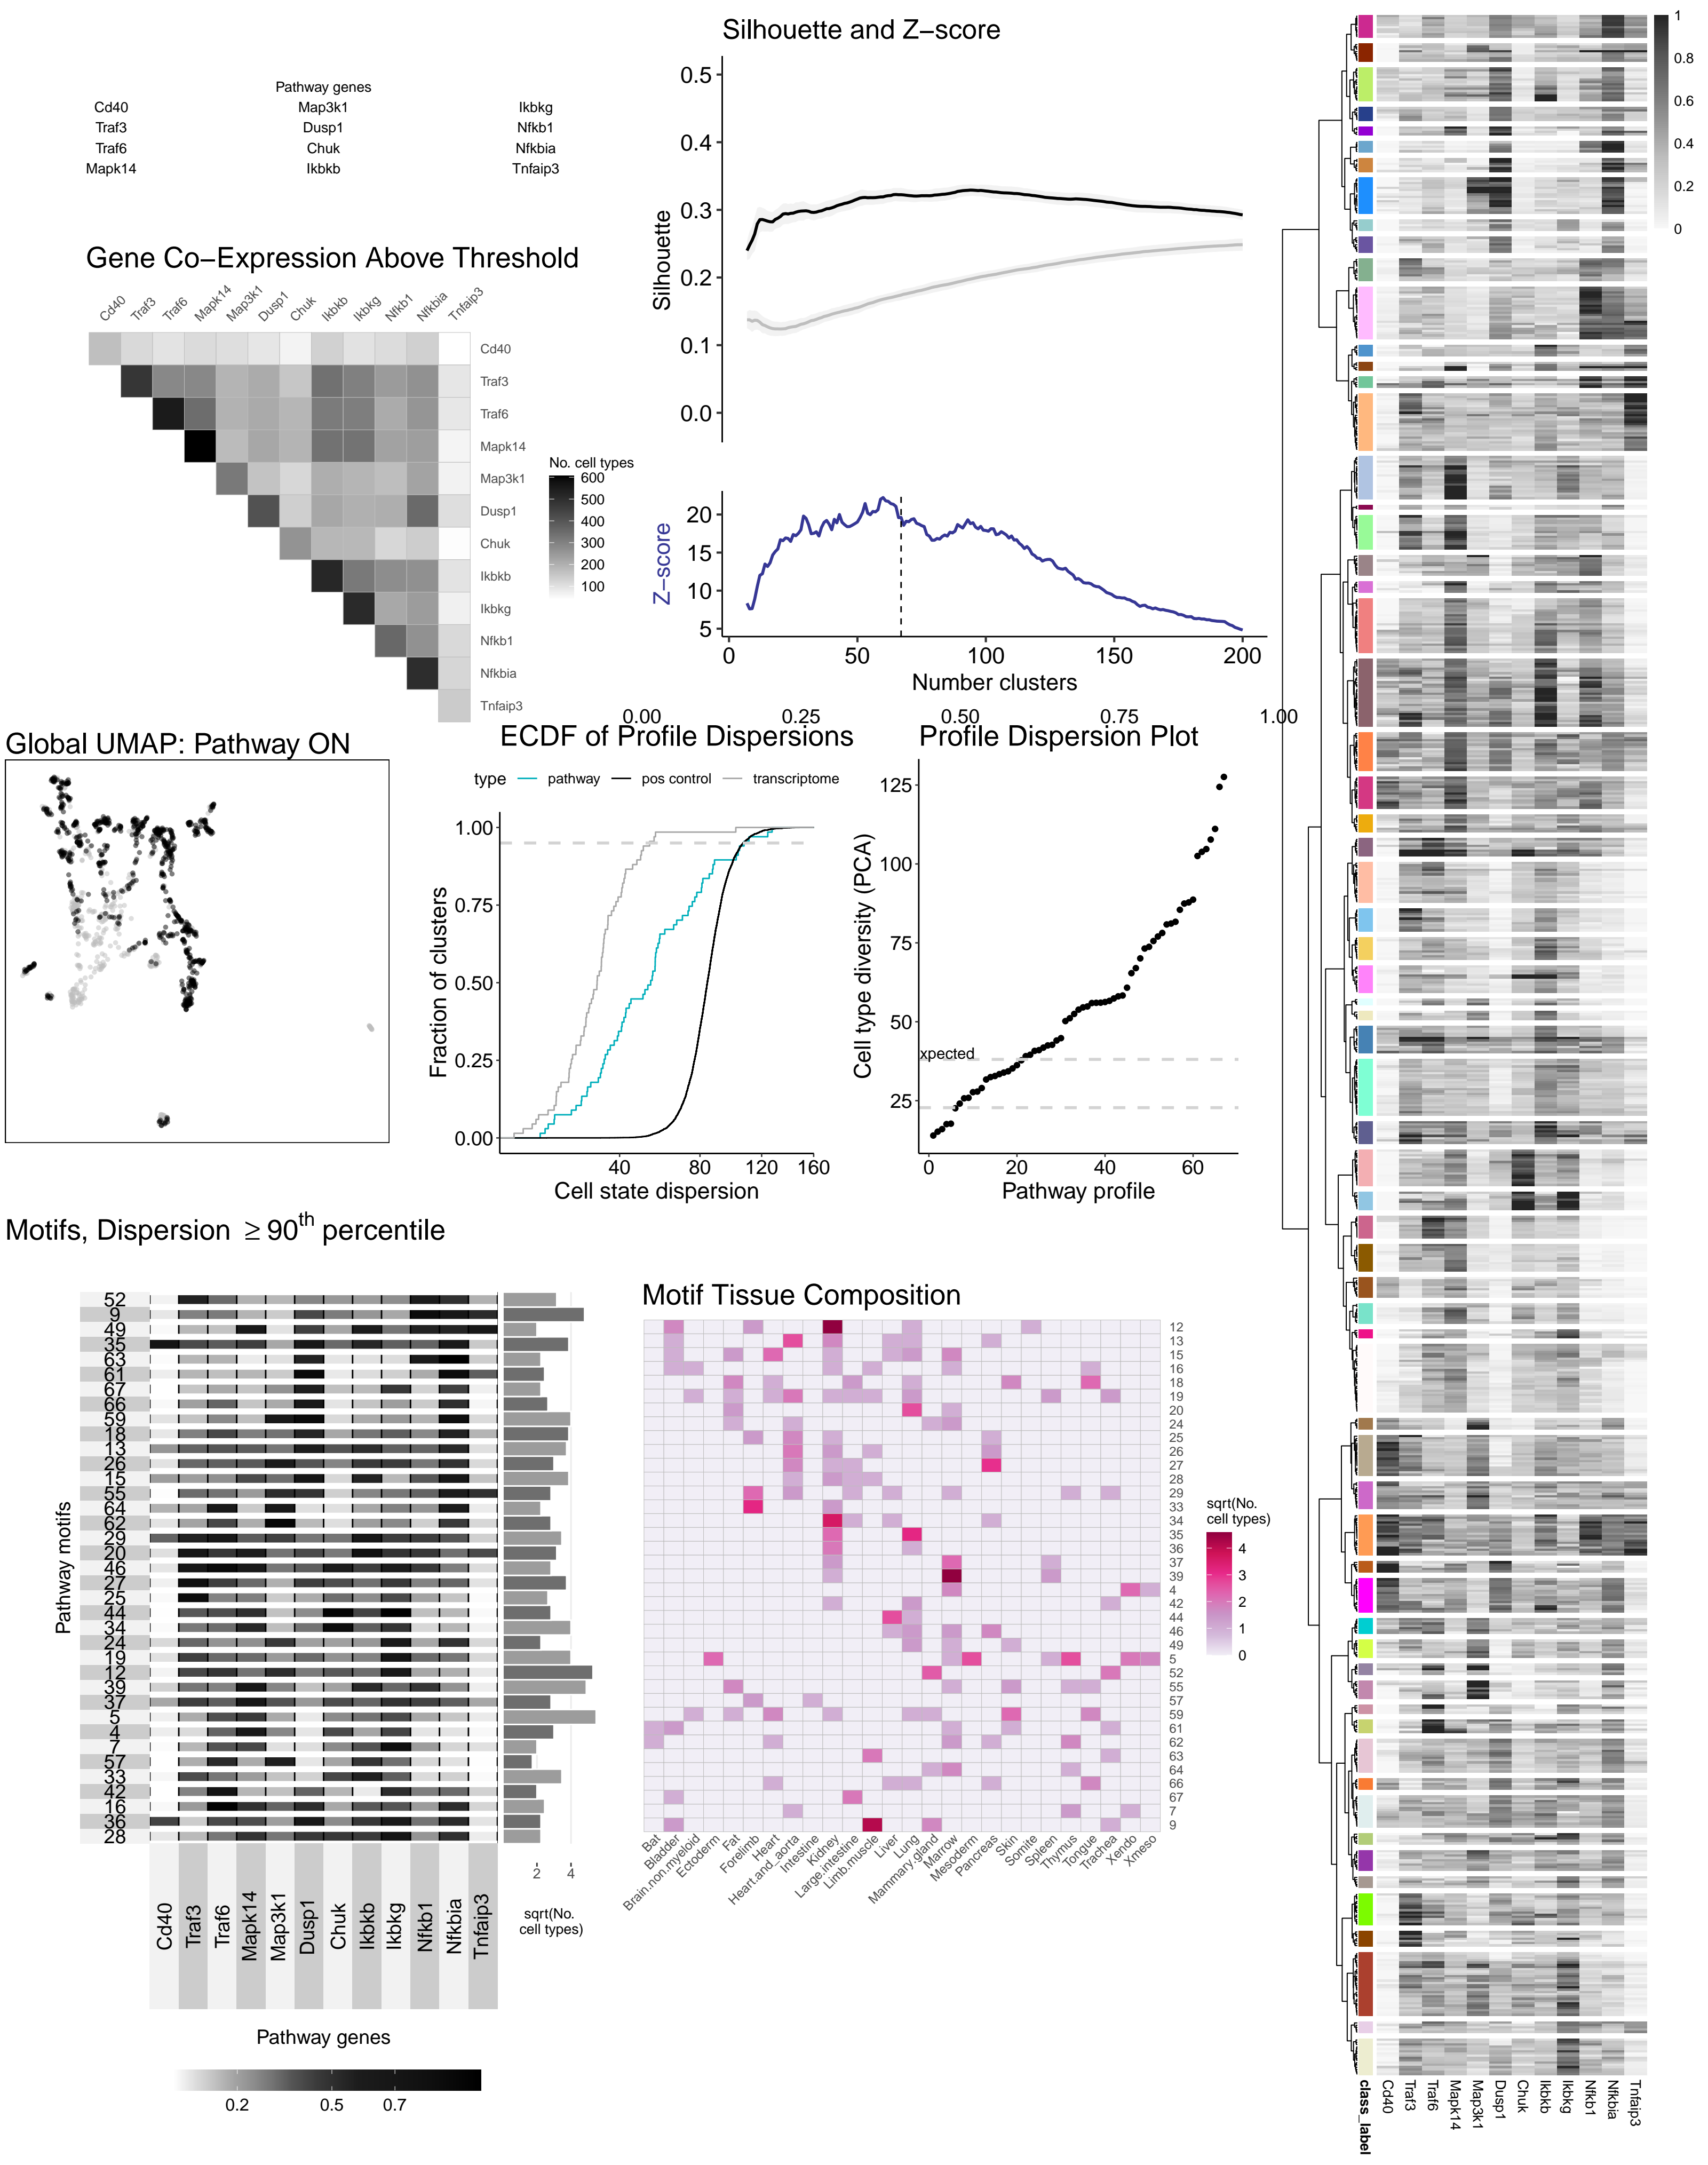 Pathway genes
Cd40 Map3k1 Ikbkg
Traf3 Dusp1 Nfkb1
Traf6 Chuk Nfkbia
Mapk14 Ikbkb Tnfaip3
Gene Co-Expression Above Threshold
Cd40 Traf3 Traf6 Mapk14 Map3k1 Dusp1 Chuk Ikbkb Ikbkg Nfkb1 Nfkbia Tnfaip3
Cd40
Traf3
Traf6
Mapk14
Map3k1
Dusp1
Chuk
Ikbkb
Ikbkg
Nfkb1
Nfkbia
Tnfaip3
No. cell types
600
500
400
300
200
100
Silhouette and Z-score
Silhouette
0.5
0.4
0.3
0.2
0.1
0.0
Z-score
20
15
10
5
0 50 100 150 200
Number clusters
0.00 0.25 0.50 0.75 1.00
Global UMAP: Pathway ON
ECDF of Profile Dispersions
type pathway pos control transcriptome
Fraction of clusters
1.00
0.75
0.50
0.25
0.00
40 80 120 160
Cell state dispersion
Profile Dispersion Plot
Cell type diversity (PCA)
125
100
75
50
25
xpected
0 20 40 60
Pathway profile
Motifs, Dispersion ≥ 90th percentile
Pathway motifs
52
9
49
35
63
61
67
66
59
18
13
26
15
55
64
62
29
20
46
27
25
44
34
24
19
12
39
37
5
4
7
57
33
42
16
36
28
2 4
sqrt(No.
cell types)
Cd40 Traf3 Traf6 Mapk14 Map3k1 Dusp1 Chuk Ikbkb Ikbkg Nfkb1 Nfkbia Tnfaip3
Pathway genes
0.2 0.5 0.7
Motif Tissue Composition
12
13
15
16
18
19
20
24
25
26
27
28
29
33
34
35
36
37
39
4
42
44
46
49
5
52
55
57
59
61
62
63
64
66
67
7
9
Bat Bladder Brain.non.myeloid Ectoderm Fat Forelimb Heart Heart.and_aorta Intestine Kidney Large.intestine Limb.muscle Liver Lung Mammary.gland Marrow Mesoderm Pancreas Skin Somite Spleen Thymus Tongue Trachea Xendo Xmeso
sqrt(No.
cell types)
4
3
2
1
0
1
0.8
0.6
0.4
0.2
0
class_label Cd40 Traf3 Traf6 Mapk14 Map3k1 Dusp1 Chuk Ikbkb Ikbkg Nfkb1 Nfkbia Tnfaip3